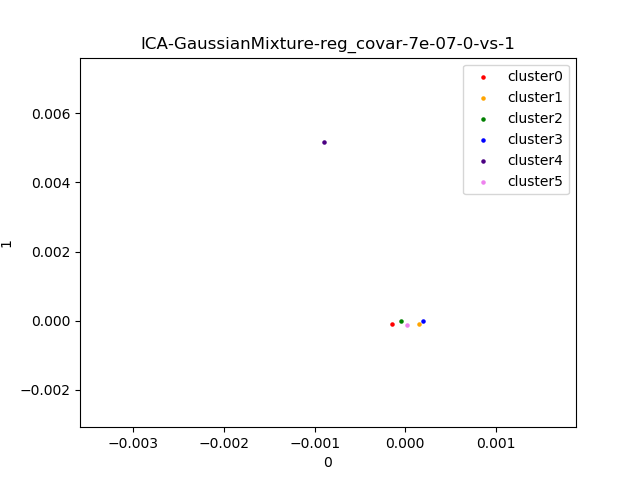 ICA-GaussianMixture-reg_covar-7e-07-0-vs-1
cluster0
cluster1
cluster2
cluster3
cluster4
cluster5
0.006
0.004
0.002
0.000
−0.002
1
−0.003
−0.002
−0.001
0.000
0.001
0